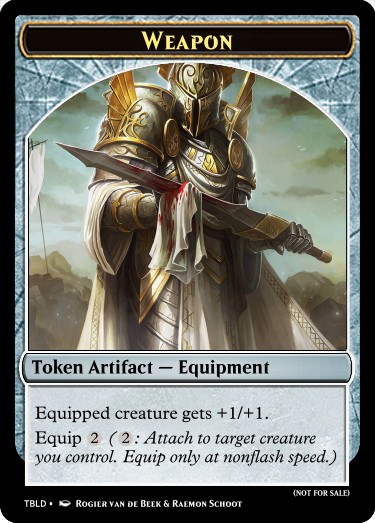 WEAPON
Token Artifact — Equipment
Equipped creature gets +1/+1.
Equip 2 ( 2 : Attach to target creature
you control. Equip only at nonflash speed.)
(NOT FOR SALE)
TBLD • ROGIER VAN DE BEEK & RAEMON SCHOOT